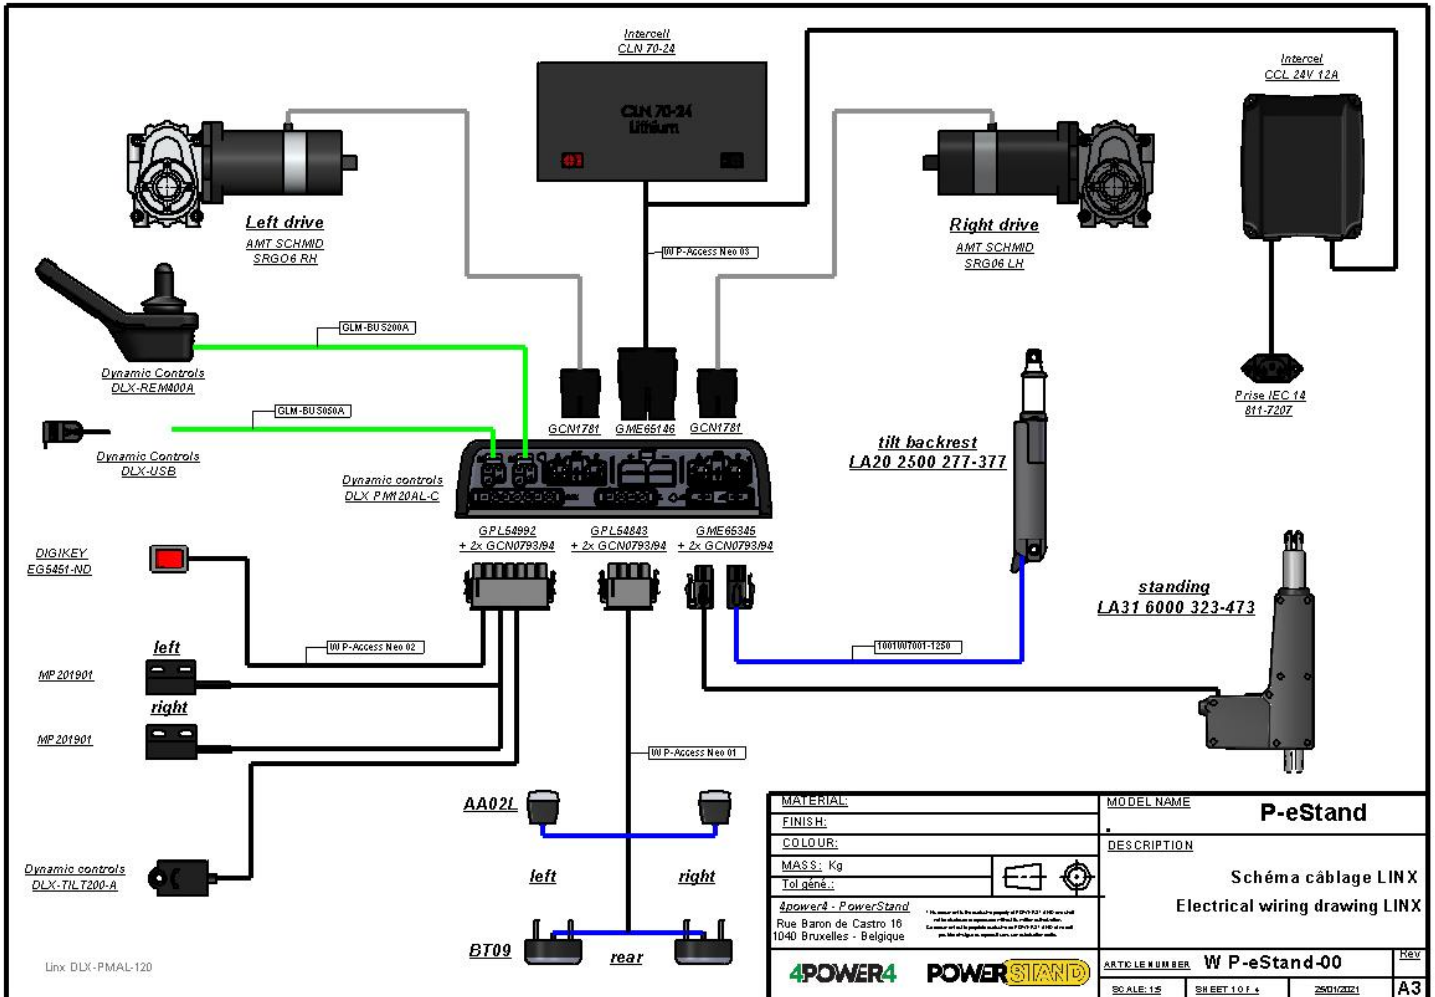 Intercell
CLN 70-24
Intercel
CCL 24V 12A
CLN 70-24
Lithium
Left drive
AMT SCHMID
SRGO6 RH
Right drive
AMT SCHMID
SRG06 LH
W P-Access Neo 03
GLM-BUS200A
Dynamic Controls
DLX-REM400A
GLM-BUS050A
Dynamic Controls
DLX-USB
GCN1781
GME65146
GCN1781
Prise IEC 14
811-7207
tilt backrest
LA20 2500 277-377
Dynamic controls
DLX PM120AL-C
GPL54992
+ 2x GCN0793/94
GPL54843
+ 2x GCN0793/94
GME65345
+ 2x GCN0793/94
DIGIKEY
EG5451-ND
standing
LA31 6000 323-473
W P-Access Neo 02
1001W7001-1250
left
MP201901
right
MP201901
W P-Access Neo 01
AA02L
left
right
Dynamic controls
DLX-TILT200-A
BT09
rear
Linx DLX-PMAL-120
MATERIAL:
FINISH:
COLOUR:
MASS: Kg
Tol géné.:
4power4 - PowerStand
Rue Baron de Castro 16
1040 Bruxelles - Belgique
4POWER4
POWERSTAND
MODEL NAME
P-eStand
.
DESCRIPTION
Schéma câblage LINX
Electrical wiring drawing LINX
ARTICLE NUMBER W P-eStand-00
Rev
SCALE: 1:5
SHEET 1 OF 4
25/01/2021
A3